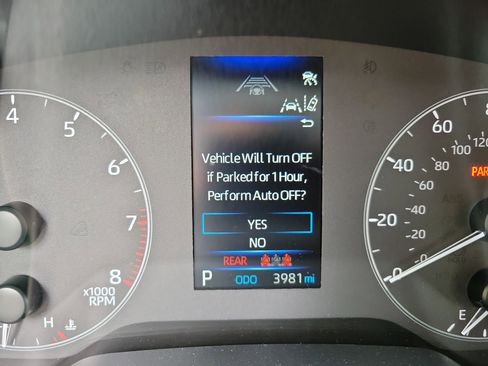 4
5
6
7
8
x1000
RPM
H
Vehicle Will Turn OFF
if Parked for 1 Hour,
Perform Auto OFF?
YES
NO
REAR
P ODO 3981 mi
60
40
20
0
120
100
80
60
40
20
0
PAR
E